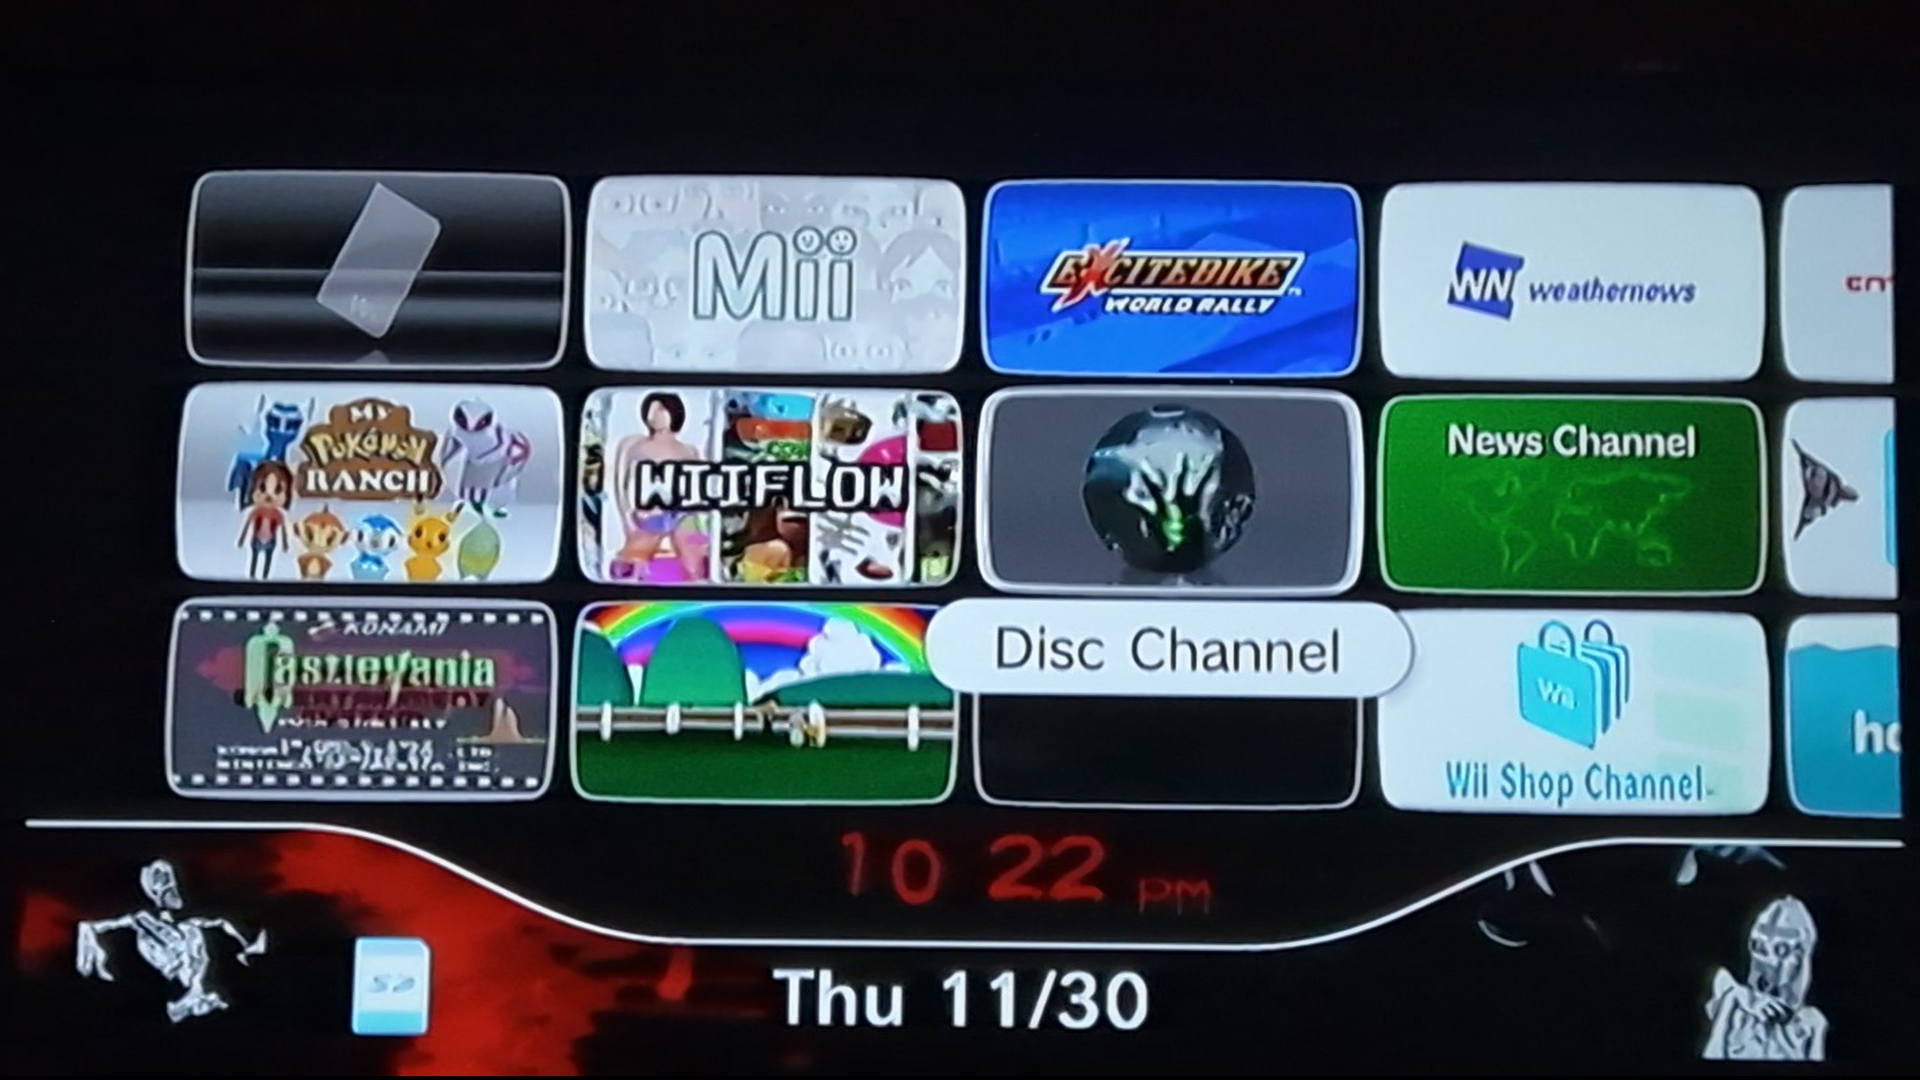 Mii
EXCITEBIKE
WORLD RALLY
WN weathernews
MY
POKéMON
RANCH
WIIFLOW
News Channel
KONAMI
Castlevania
Disc Channel
Wii
Wii Shop Channel
10 22 PM
SD
Thu 11/30